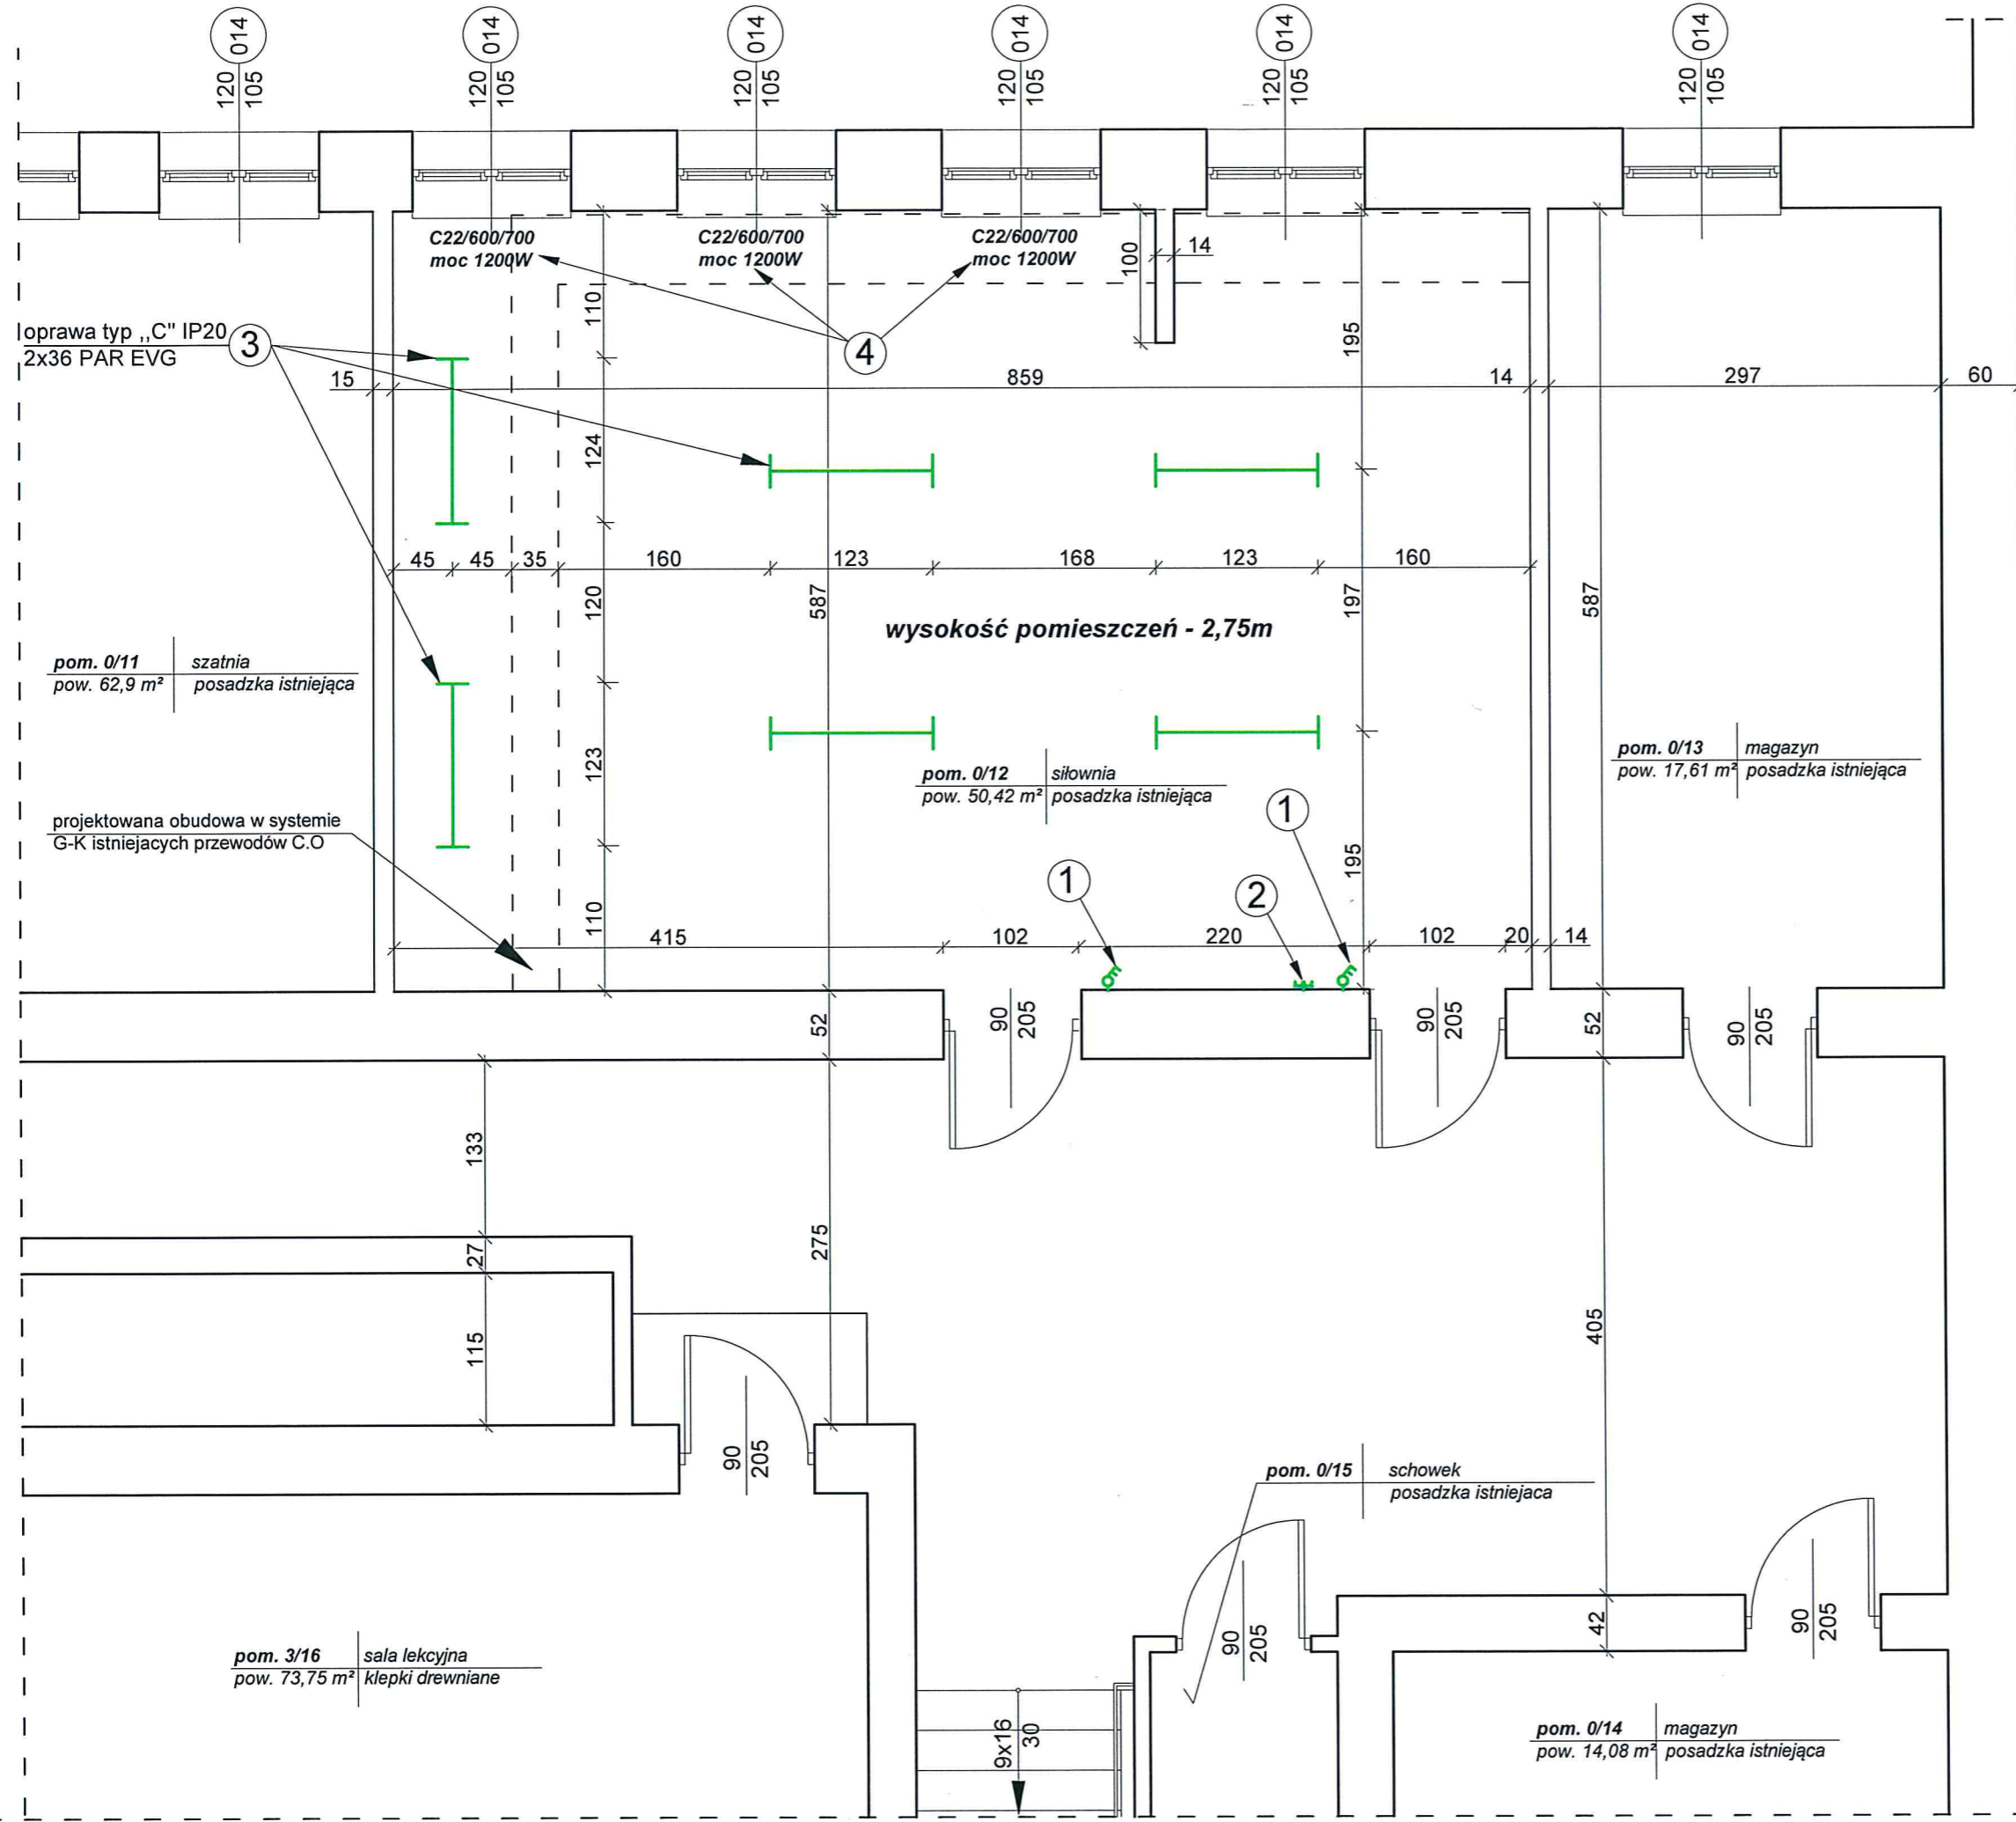 014
014
014
014
014
014
120
105
120
105
120
105
120
105
120
105
120
105
C22/600/700
moc 1200W
C22/600/700
moc 1200W
C22/600/700
moc 1200W
100
14
110
195
oprawa typ ,,C" IP20
2x36 PAR EVG
3
4
15
859
14
297
60
124
45
45
35
160
123
168
123
160
120
587
197
587
wysokość pomieszczeń - 2,75m
pom. 0/11
szatnia
pow. 62,9 m²
posadzka istniejąca
123
pom. 0/12
siłownia
pow. 50,42 m²
posadzka istniejąca
pom. 0/13
magazyn
pow. 17,61 m²
posadzka istniejąca
projektowana obudowa w systemie
G-K istniejacych przewodów C.O
1
1
2
195
110
415
102
220
102
20
14
52
90
205
90
205
52
90
205
133
27
275
115
405
90
205
pom. 0/15
schowek
posadzka istniejaca
90
205
42
90
205
pom. 3/16
sala lekcyjna
pow. 73,75 m²
klepki drewniane
9x16
30
pom. 0/14
magazyn
pow. 14,08 m²
posadzka istniejąca